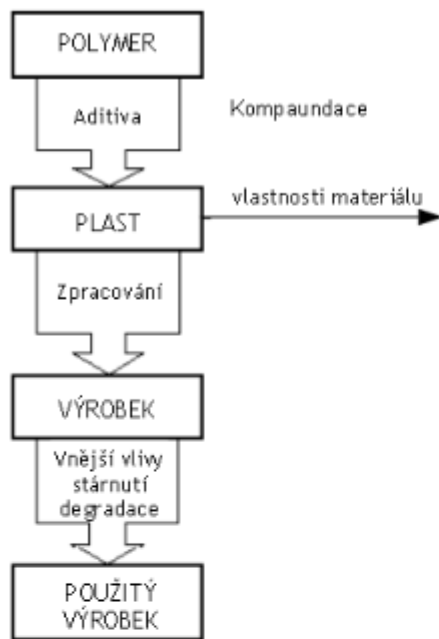 POLYMER
Aditiva
Kompaundace
vlastnosti materiálu
PLAST
Zpracování
VÝROBEK
Vnější vlivy
stárnutí
degradace
POUŽITÝ
VÝROBEK